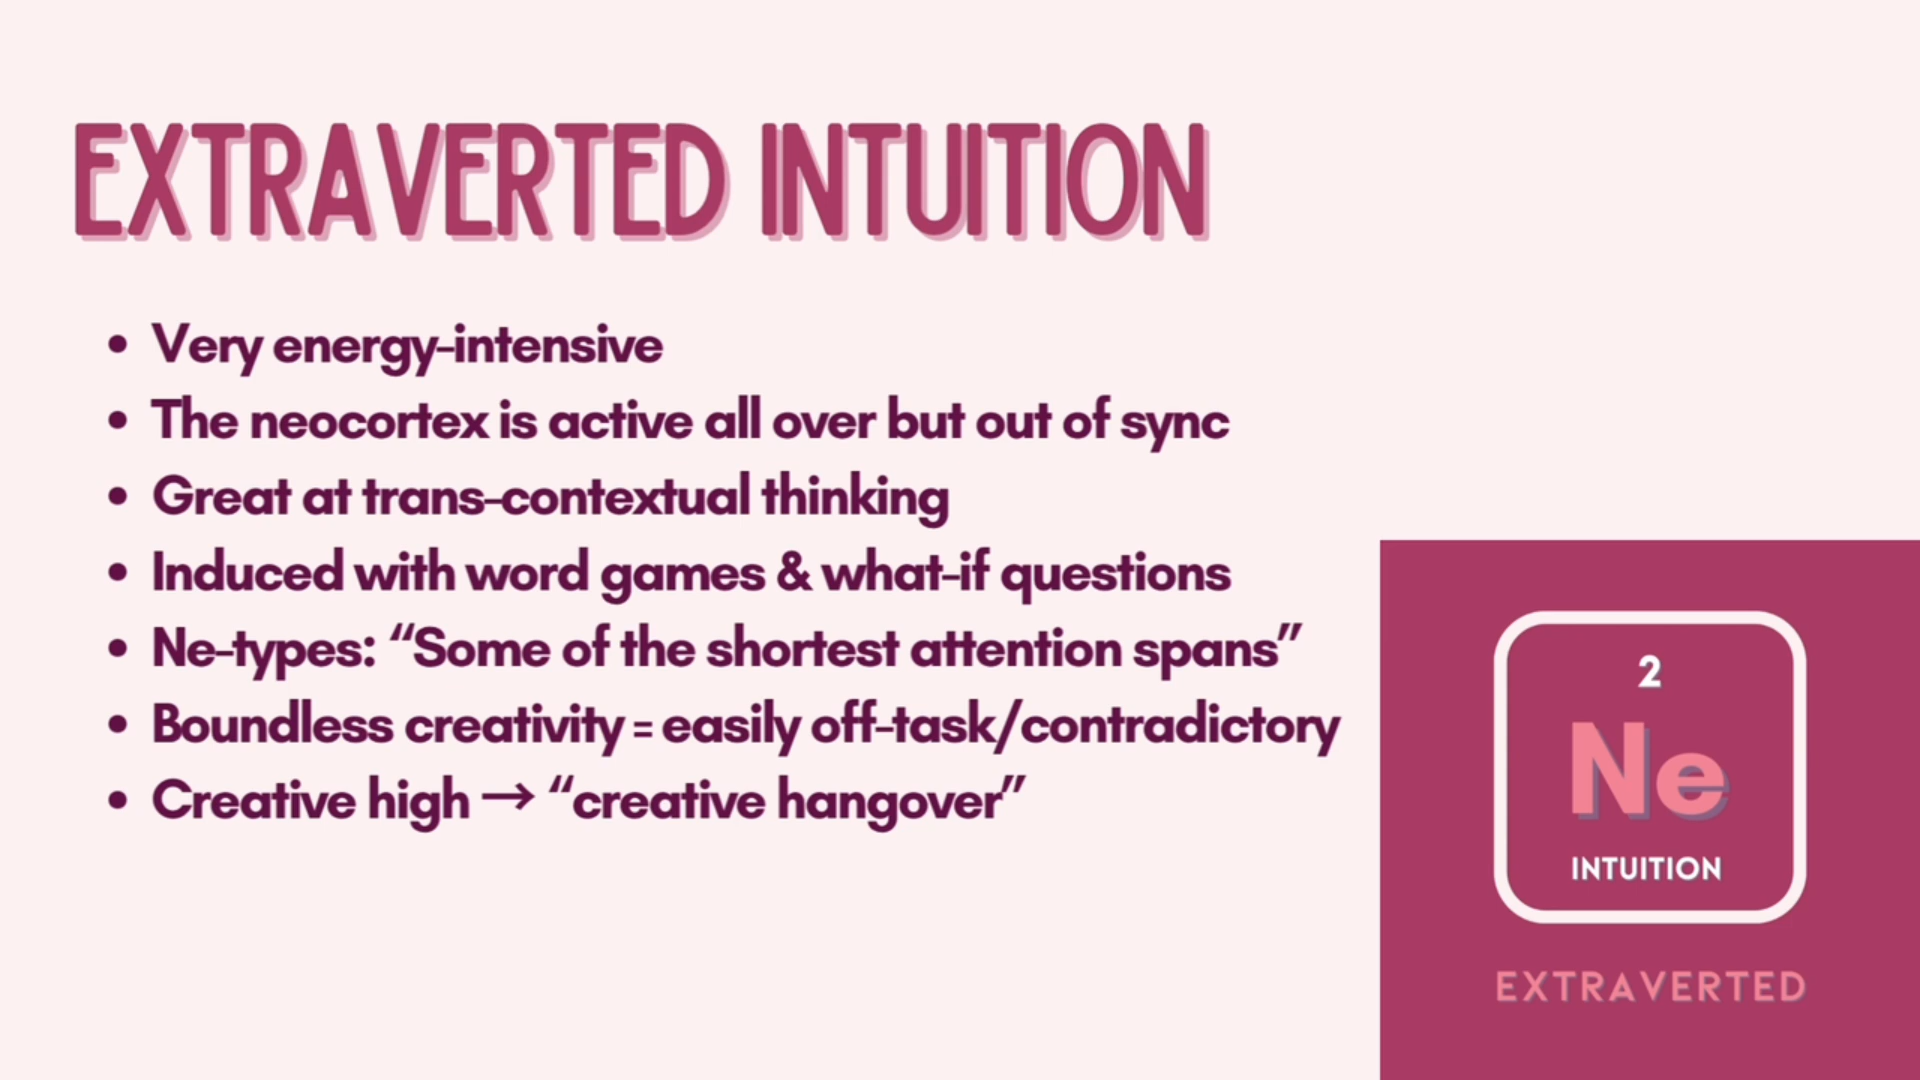 EXTRAVERTED INTUITION
• Very energy-intensive
• The neocortex is active all over but out of sync
• Great at trans-contextual thinking
• Induced with word games & what-if questions
• Ne-types: “Some of the shortest attention spans”
• Boundless creativity = easily off-task/contradictory
• Creative high → “creative hangover”
2
Ne
INTUITION
EXTRAVERTED